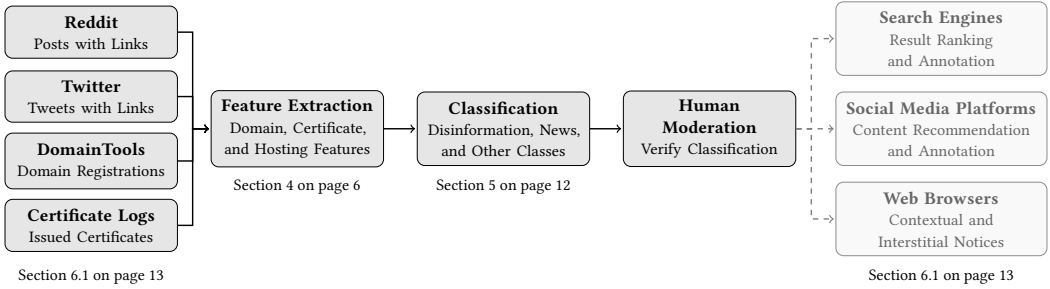 Reddit
Posts with Links
Twitter
Tweets with Links
DomainTools
Domain Registrations
Certificate Logs
Issued Certificates
Section 6.1 on page 13
Feature Extraction
Domain, Certificate,
and Hosting Features
Section 4 on page 6
Classification
Disinformation, News,
and Other Classes
Section 5 on page 12
Human
Moderation
Verify Classification
Search Engines
Result Ranking
and Annotation
Social Media Platforms
Content Recommendation
and Annotation
Web Browsers
Contextual and
Interstitial Notices
Section 6.1 on page 13